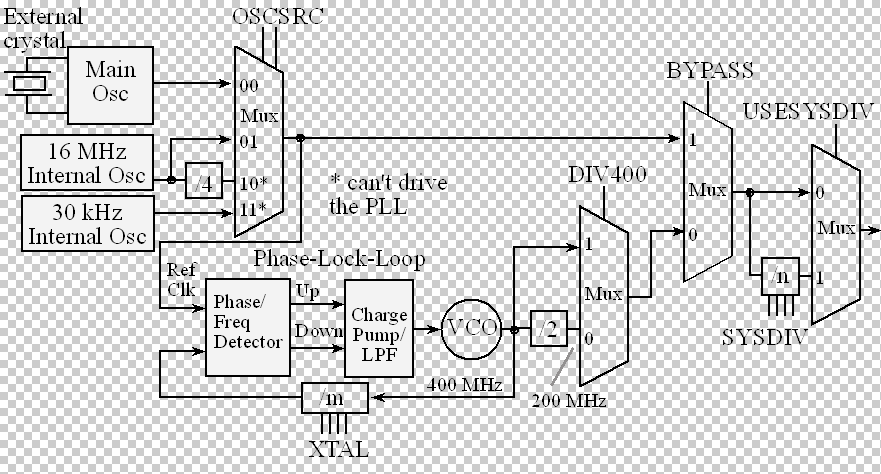 External
crystal
OSCSRC
Main
Osc
00
Mux
01
16 MHz
Internal Osc
/4
10*
30 kHz
Internal Osc
11*
* can't drive
the PLL
BYPASS
1
Mux
0
USESYSDIV
0
Mux
1
/n
SYSDIV
DIV400
1
Mux
0
Phase-Lock-Loop
Ref
Clk
Phase/
Freq
Detector
Up
Down
Charge
Pump/
LPF
VCO
/2
400 MHz
200 MHz
/m
XTAL